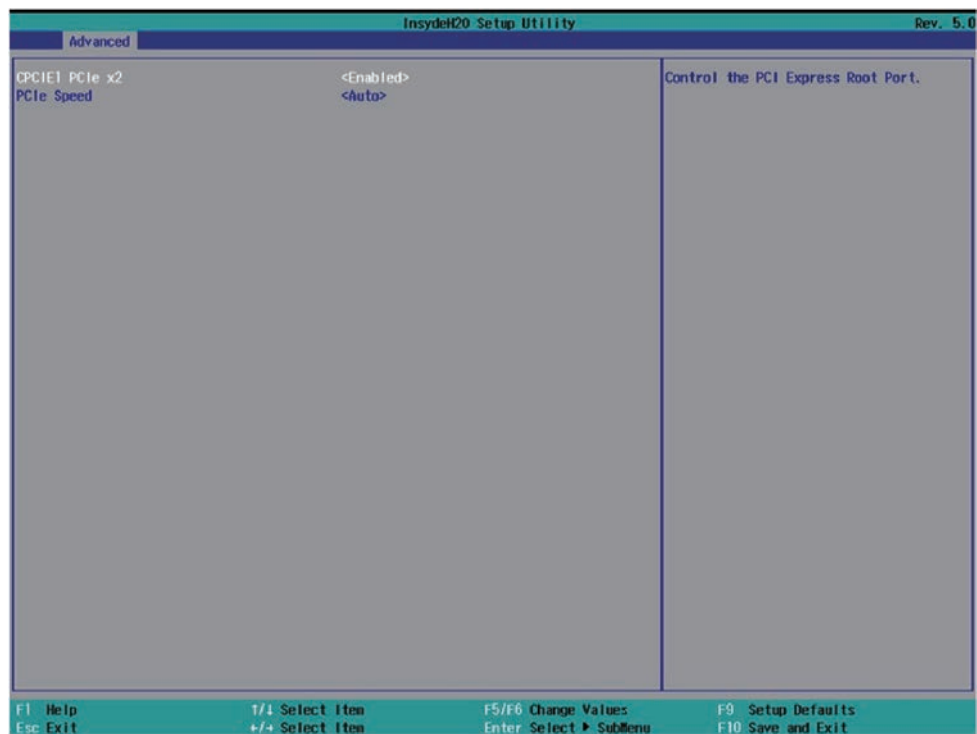 InsydeH20 Setup Utility Rev. 5.0
Advanced
CPCIE1 PCIe x2 <Enabled>
PCIe Speed <Auto>
Control the PCI Express Root Port.
F1 Help ↑/↓ Select Item F5/F6 Change Values F9 Setup Defaults
Esc Exit ←/→ Select Item Enter Select ▶ SubMenu F10 Save and Exit